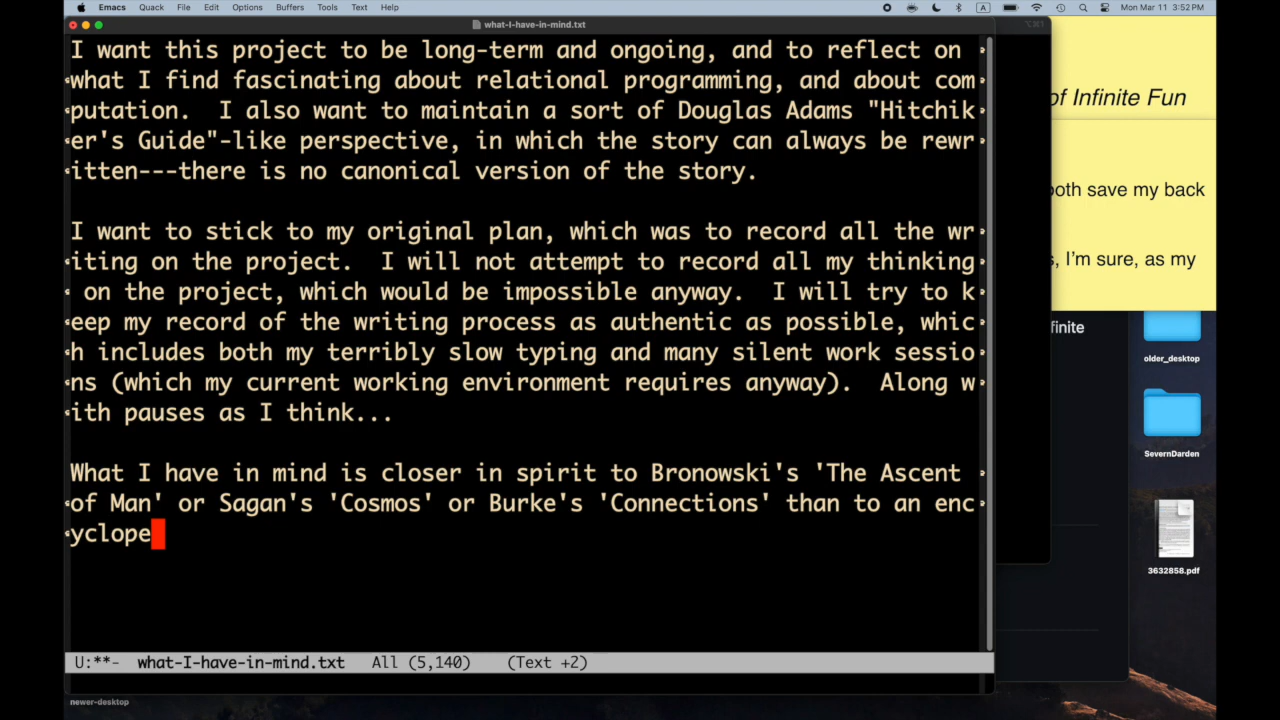 Emacs Quack File Edit Options Buffers Tools Text Help A Mon Mar 11 3:52 PM
what-I-have-in-mind.txt
⌥⌘1
I want this project to be long-term and ongoing, and to reflect on
what I find fascinating about relational programming, and about com
putation.  I also want to maintain a sort of Douglas Adams "Hitchik
er's Guide"-like perspective, in which the story can always be rewr
itten---there is no canonical version of the story.
I want to stick to my original plan, which was to record all the wr
iting on the project.  I will not attempt to record all my thinking
on the project, which would be impossible anyway.  I will try to k
eep my record of the writing process as authentic as possible, whic
h includes both my terribly slow typing and many silent work sessio
ns (which my current working environment requires anyway).  Along w
ith pauses as I think...
What I have in mind is closer in spirit to Bronowski's 'The Ascent
of Man' or Sagan's 'Cosmos' or Burke's 'Connections' than to an enc
yclope
U:**-  what-I-have-in-mind.txt   All (5,140)   (Text +2)
of Infinite Fun
both save my back
s, I'm sure, as my
finite
older_desktop
SevernDarden
3632858.pdf
newer-desktop